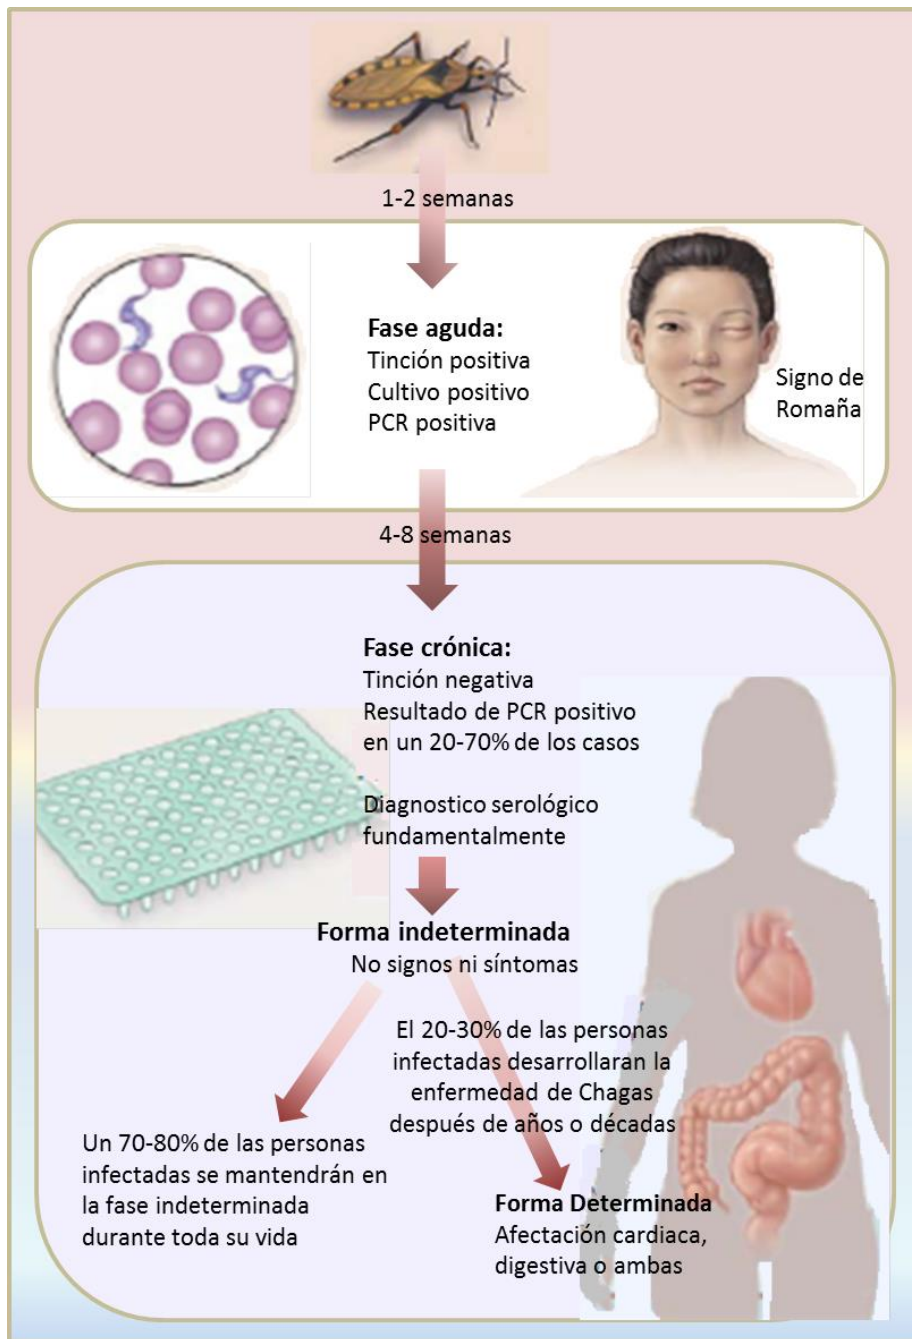 1-2 semanas
Fase aguda:
Tinción positiva
Cultivo positivo
PCR positiva
Signo de
Romaña
4-8 semanas
Fase crónica:
Tinción negativa
Resultado de PCR positivo
en un 20-70% de los casos
Diagnostico serológico
fundamentalmente
Forma indeterminada
No signos ni síntomas
El 20-30% de las personas
infectadas desarrollaran la
enfermedad de Chagas
después de años o décadas
Un 70-80% de las personas
infectadas se mantendrán en
la fase indeterminada
durante toda su vida
Forma Determinada
Afectación cardiaca,
digestiva o ambas